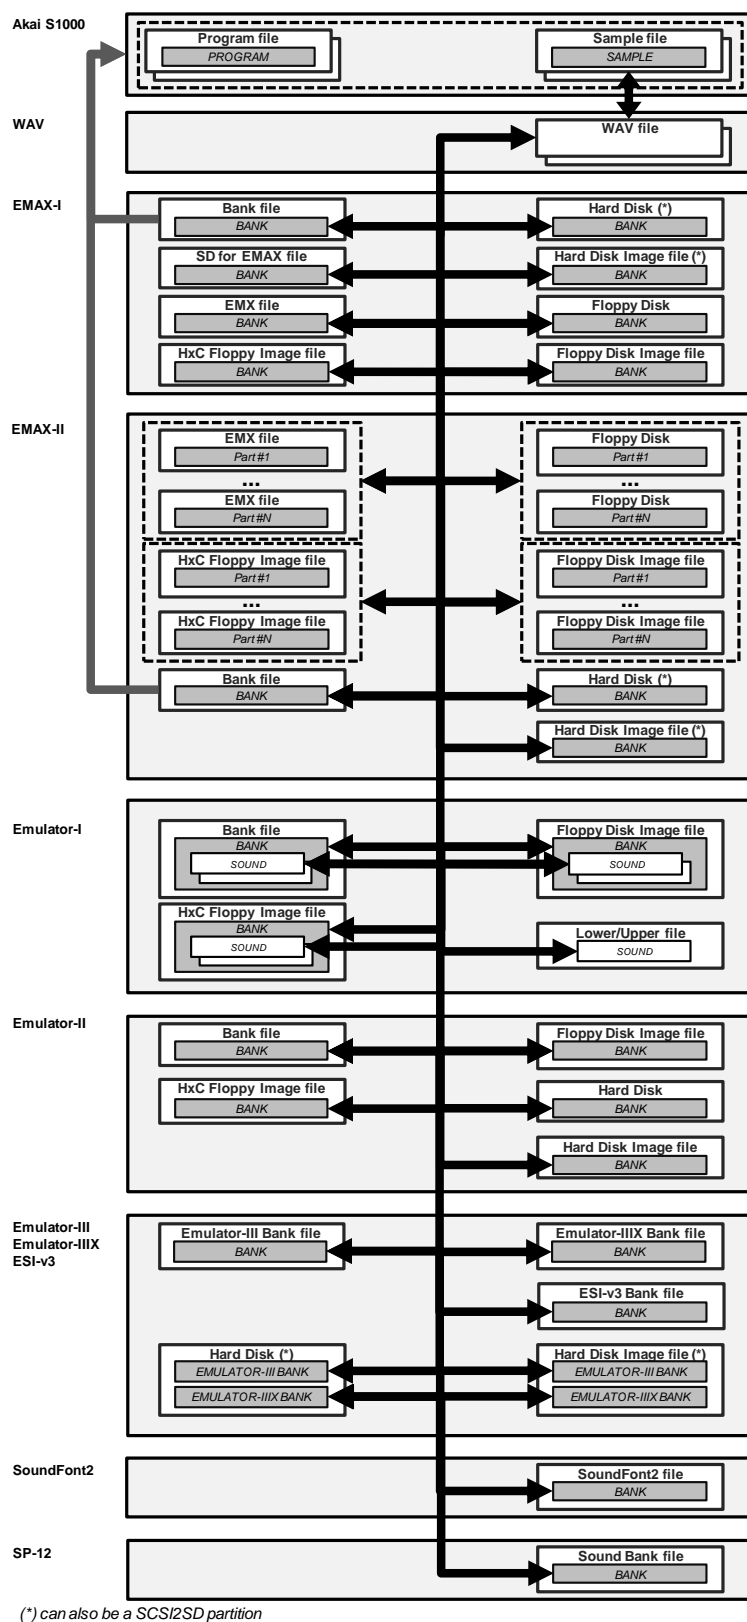 Akai S1000
Program file
PROGRAM
Sample file
SAMPLE
WAV
WAV file
EMAX-I
Bank file
BANK
Hard Disk (*)
BANK
SD for EMAX file
BANK
Hard Disk Image file (*)
BANK
EMX file
BANK
Floppy Disk
BANK
HxC Floppy Image file
BANK
Floppy Disk Image file
BANK
EMAX-II
EMX file
Part #1
...
EMX file
Part #N
Floppy Disk
Part #1
...
Floppy Disk
Part #N
HxC Floppy Image file
Part #1
...
HxC Floppy Image file
Part #N
Floppy Disk Image file
Part #1
...
Floppy Disk Image file
Part #N
Bank file
BANK
Hard Disk (*)
BANK
Hard Disk Image file (*)
BANK
Emulator-I
Bank file
BANK
SOUND
Floppy Disk Image file
BANK
SOUND
HxC Floppy Image file
BANK
SOUND
Lower/Upper file
SOUND
Emulator-II
Bank file
BANK
Floppy Disk Image file
BANK
HxC Floppy Image file
BANK
Hard Disk
BANK
Hard Disk Image file
BANK
Emulator-III
Emulator-IIIX
ESI-v3
Emulator-III Bank file
BANK
Emulator-IIIX Bank file
BANK
ESI-v3 Bank file
BANK
Hard Disk (*)
EMULATOR-III BANK
EMULATOR-IIIX BANK
Hard Disk Image file (*)
EMULATOR-III BANK
EMULATOR-IIIX BANK
SoundFont2
SoundFont2 file
BANK
SP-12
Sound Bank file
BANK
(*) can also be a SCSI2SD partition